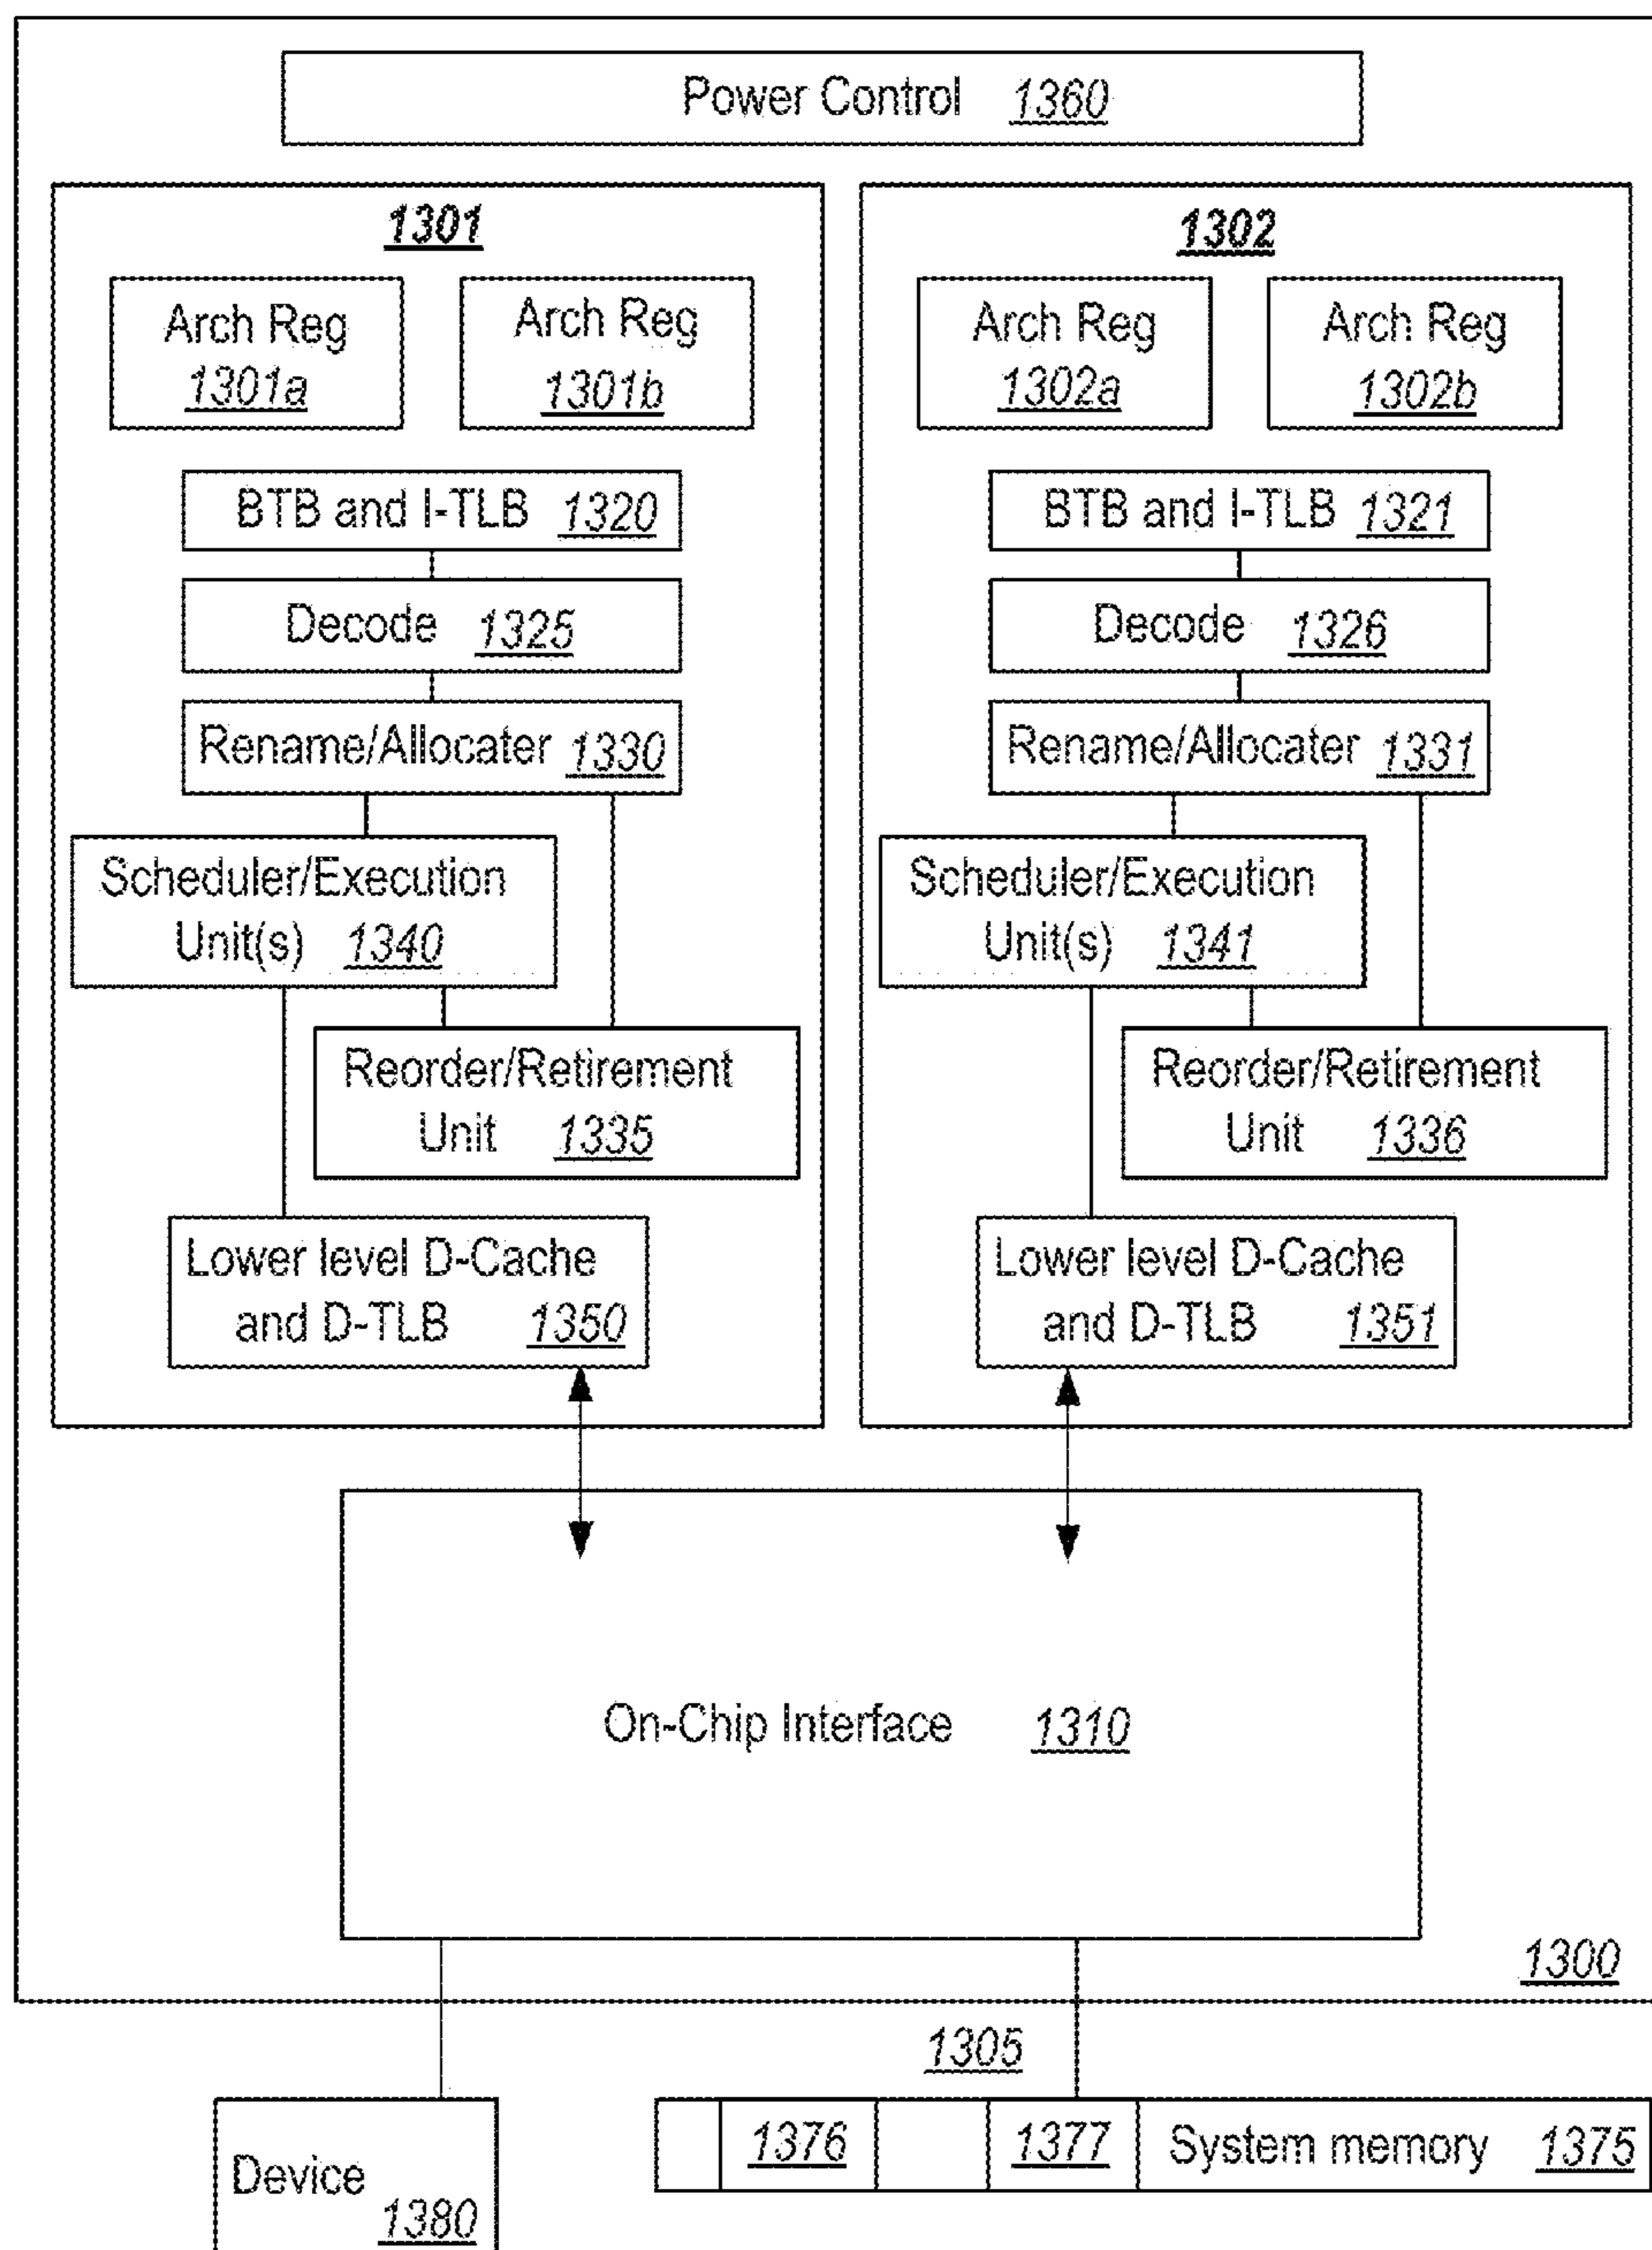 Power Control 1360
1301
Arch Reg
1301a
Arch Reg
1301b
BTB and I-TLB 1320
Decode 1325
Rename/Allocater 1330
Scheduler/Execution
Unit(s) 1340
Reorder/Retirement
Unit 1335
Lower level D-Cache
and D-TLB 1350
1302
Arch Reg
1302a
Arch Reg
1302b
BTB and I-TLB 1321
Decode 1326
Rename/Allocater 1331
Scheduler/Execution
Unit(s) 1341
Reorder/Retirement
Unit 1336
Lower level D-Cache
and D-TLB 1351
On-Chip Interface 1310
1300
1305
Device
1380
1376
1377
System memory 1375